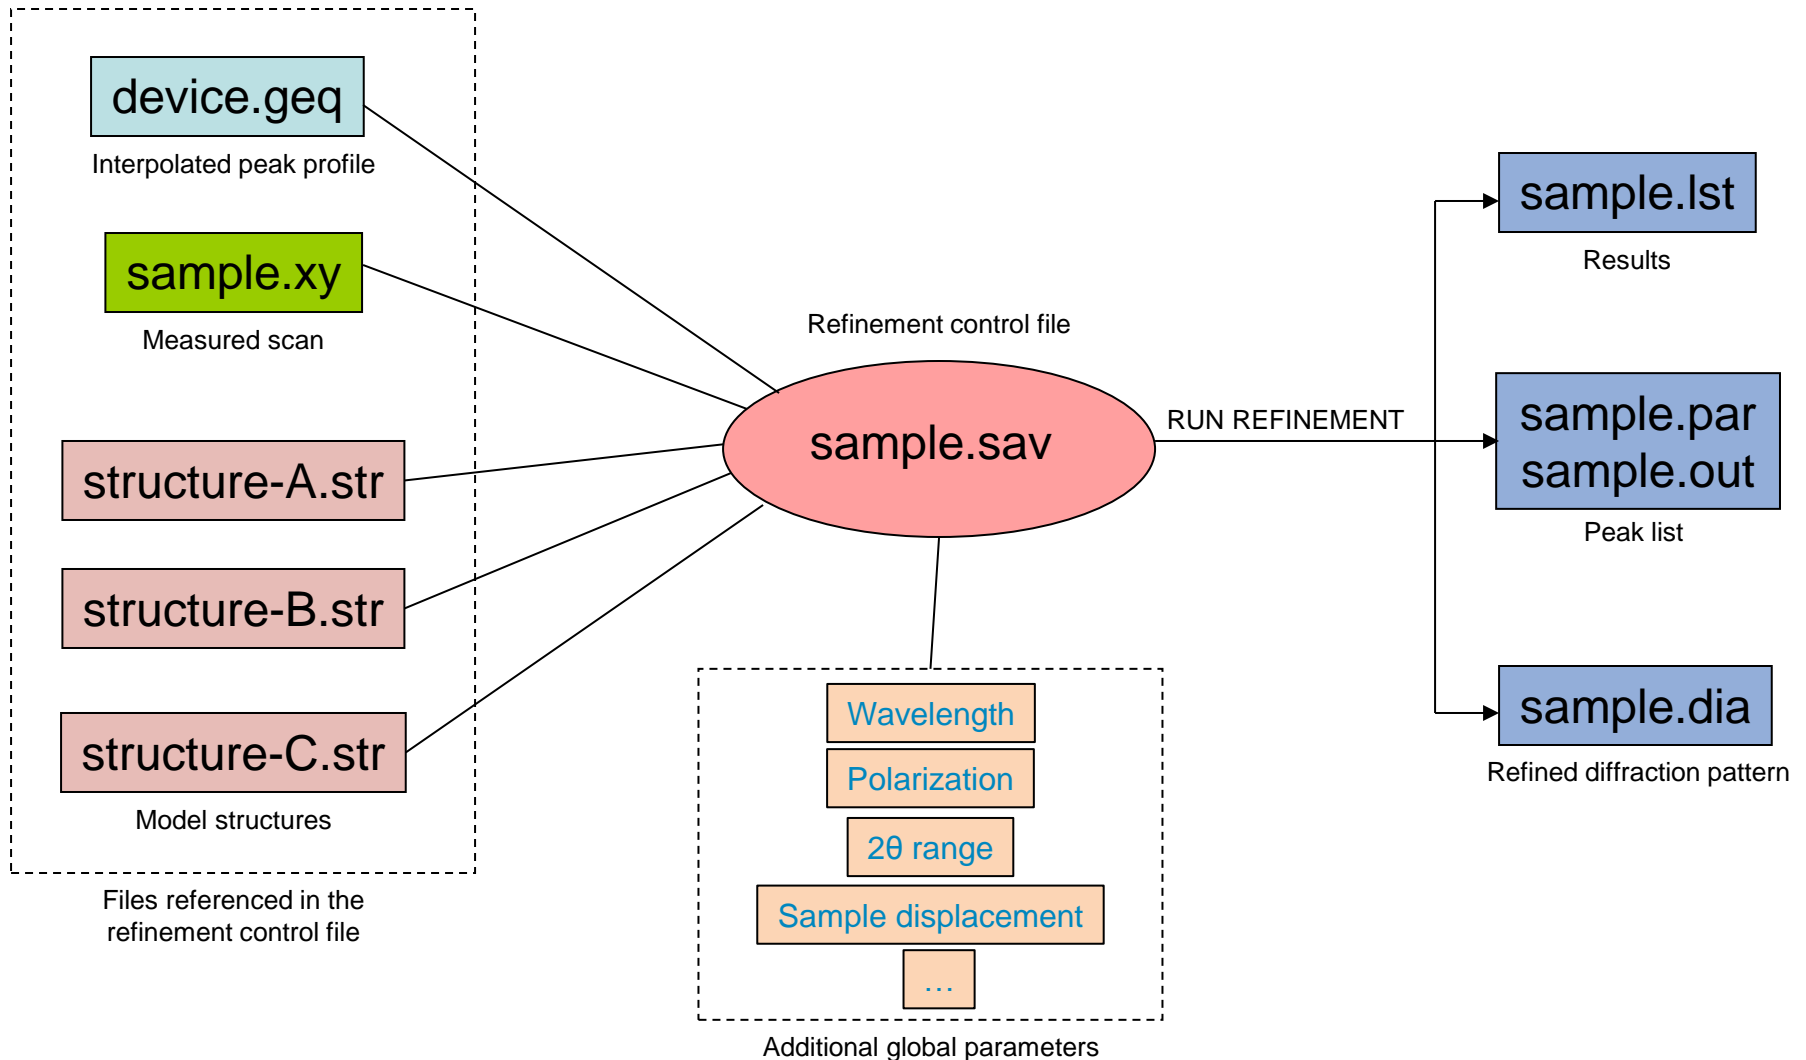 device.geq
Interpolated peak profile
sample.xy
Measured scan
structure-A.str
structure-B.str
structure-C.str
Model structures
Files referenced in the
refinement control file
Refinement control file
sample.sav
RUN REFINEMENT
Wavelength
Polarization
2θ range
Sample displacement
...
Additional global parameters
sample.lst
Results
sample.par
sample.out
Peak list
sample.dia
Refined diffraction pattern